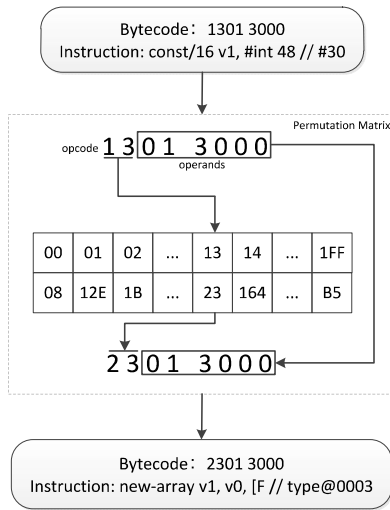 Bytecode： 1301 3000
Instruction: const/16 v1, #int 48 // #30
Permutation Matrix
opcode 1 3 0 1 3 0 0 0
operands
00 01 02 ... 13 14 ... 1FF
08 12E 1B ... 23 164 ... B5
2 3 0 1 3 0 0 0
Bytecode： 2301 3000
Instruction: new-array v1, v0, [F // type@0003